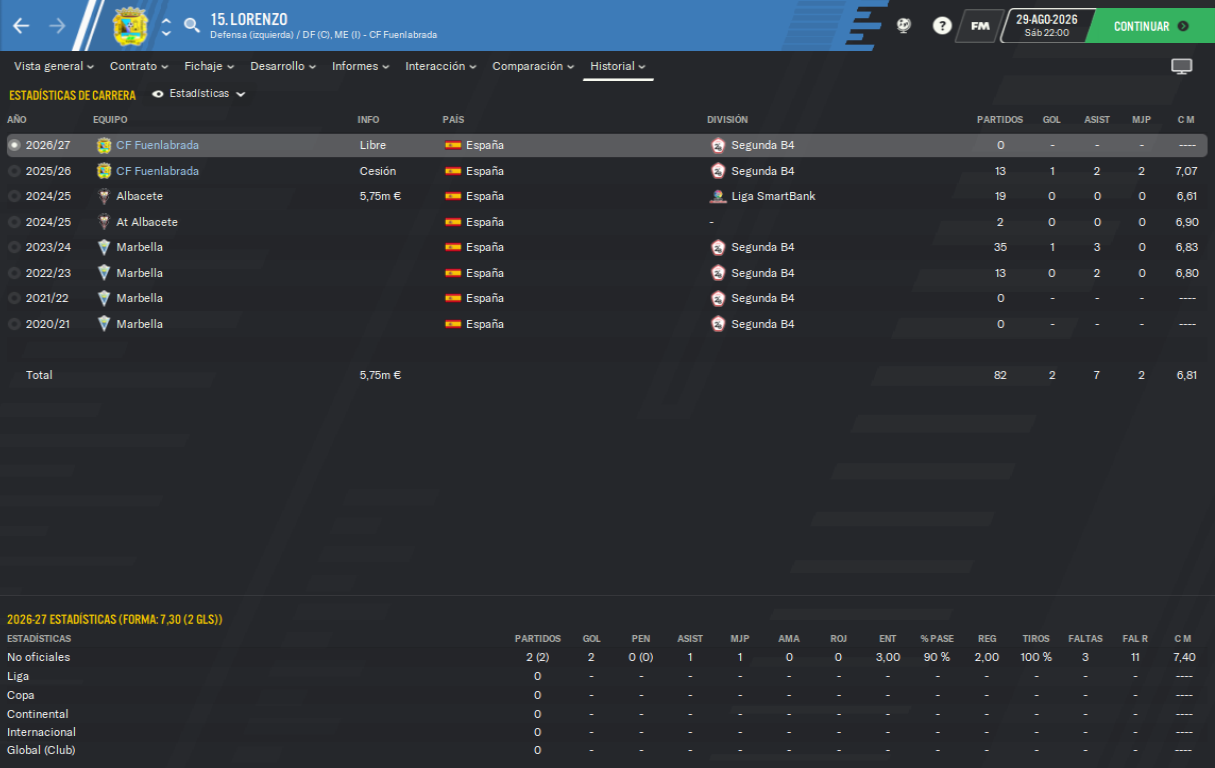 15. LORENZO
Defensa (izquierda) / DF (C), ME (I) - CF Fuenlabrada
? FM 29-AGO-2026 CONTINUAR
Sáb 22:00
Vista general Contrato Fichaje Desarrollo Informes Interacción Comparación Historial
ESTADÍSTICAS DE CARRERA Estadísticas
AÑO EQUIPO INFO PAÍS DIVISIÓN PARTIDOS GOL ASIST MJP C M
2026/27 CF Fuenlabrada Libre España Segunda B4 0 - - - ----
2025/26 CF Fuenlabrada Cesión España Segunda B4 13 1 2 2 7,07
2024/25 Albacete 5,75m € España Liga SmartBank 19 0 0 0 6,61
2024/25 At Albacete España - 2 0 0 0 6,90
2023/24 Marbella España Segunda B4 35 1 3 0 6,83
2022/23 Marbella España Segunda B4 13 0 2 0 6,80
2021/22 Marbella España Segunda B4 0 - - - ----
2020/21 Marbella España Segunda B4 0 - - - ----
Total 5,75m € 82 2 7 2 6,81
2026-27 ESTADÍSTICAS (FORMA: 7,30 (2 GLS))
ESTADÍSTICAS PARTIDOS GOL PEN ASIST MJP AMA ROJ ENT % PASE REG TIROS FALTAS FAL R C M
No oficiales 2 (2) 2 0 (0) 1 1 0 0 3,00 90 % 2,00 100 % 3 11 7,40
Liga 0 - - - - - - - - - - - - ----
Copa 0 - - - - - - - - - - - - ----
Continental 0 - - - - - - - - - - - - ----
Internacional 0 - - - - - - - - - - - - ----
Global (Club) 0 - - - - - - - - - - - - ----